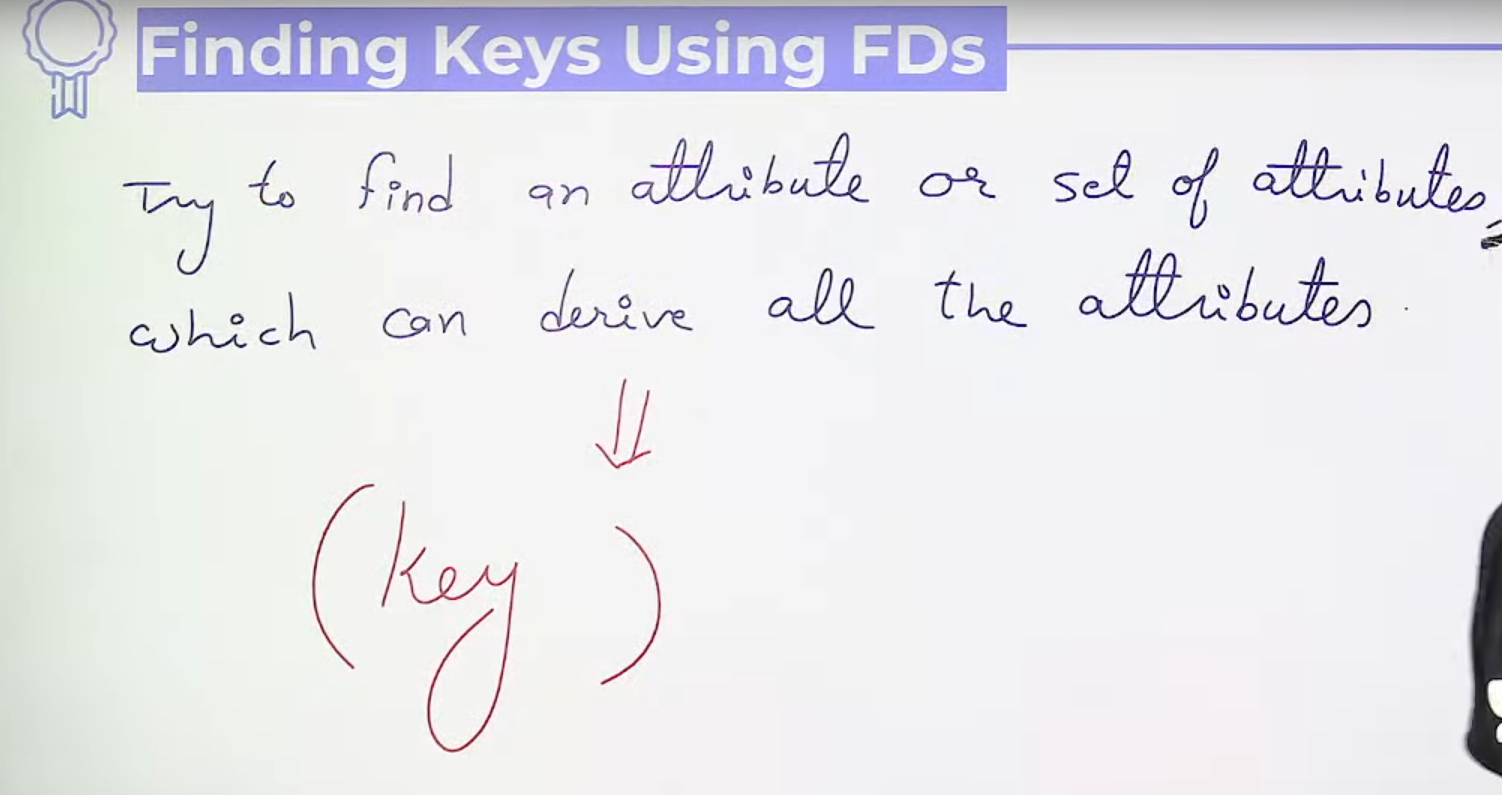 Finding Keys Using FDs
Try to find an attribute or set of attributes,
which can derive all the attributes.
(key)